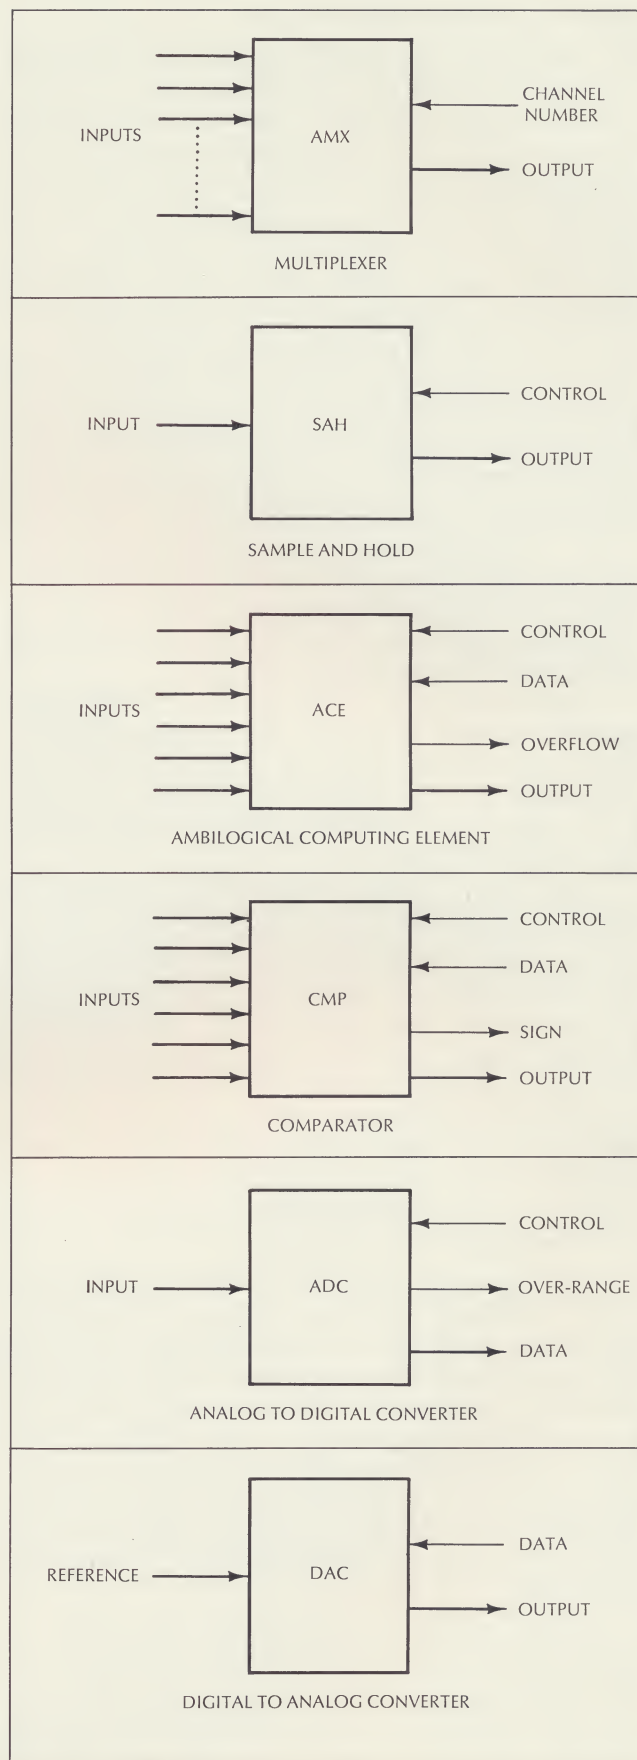 INPUTS
AMX
CHANNEL
NUMBER
OUTPUT
MULTIPLEXER
INPUT
SAH
CONTROL
OUTPUT
SAMPLE AND HOLD
INPUTS
ACE
CONTROL
DATA
OVERFLOW
OUTPUT
AMBILOGICAL COMPUTING ELEMENT
INPUTS
CMP
CONTROL
DATA
SIGN
OUTPUT
COMPARATOR
INPUT
ADC
CONTROL
OVER-RANGE
DATA
ANALOG TO DIGITAL CONVERTER
REFERENCE
DAC
DATA
OUTPUT
DIGITAL TO ANALOG CONVERTER